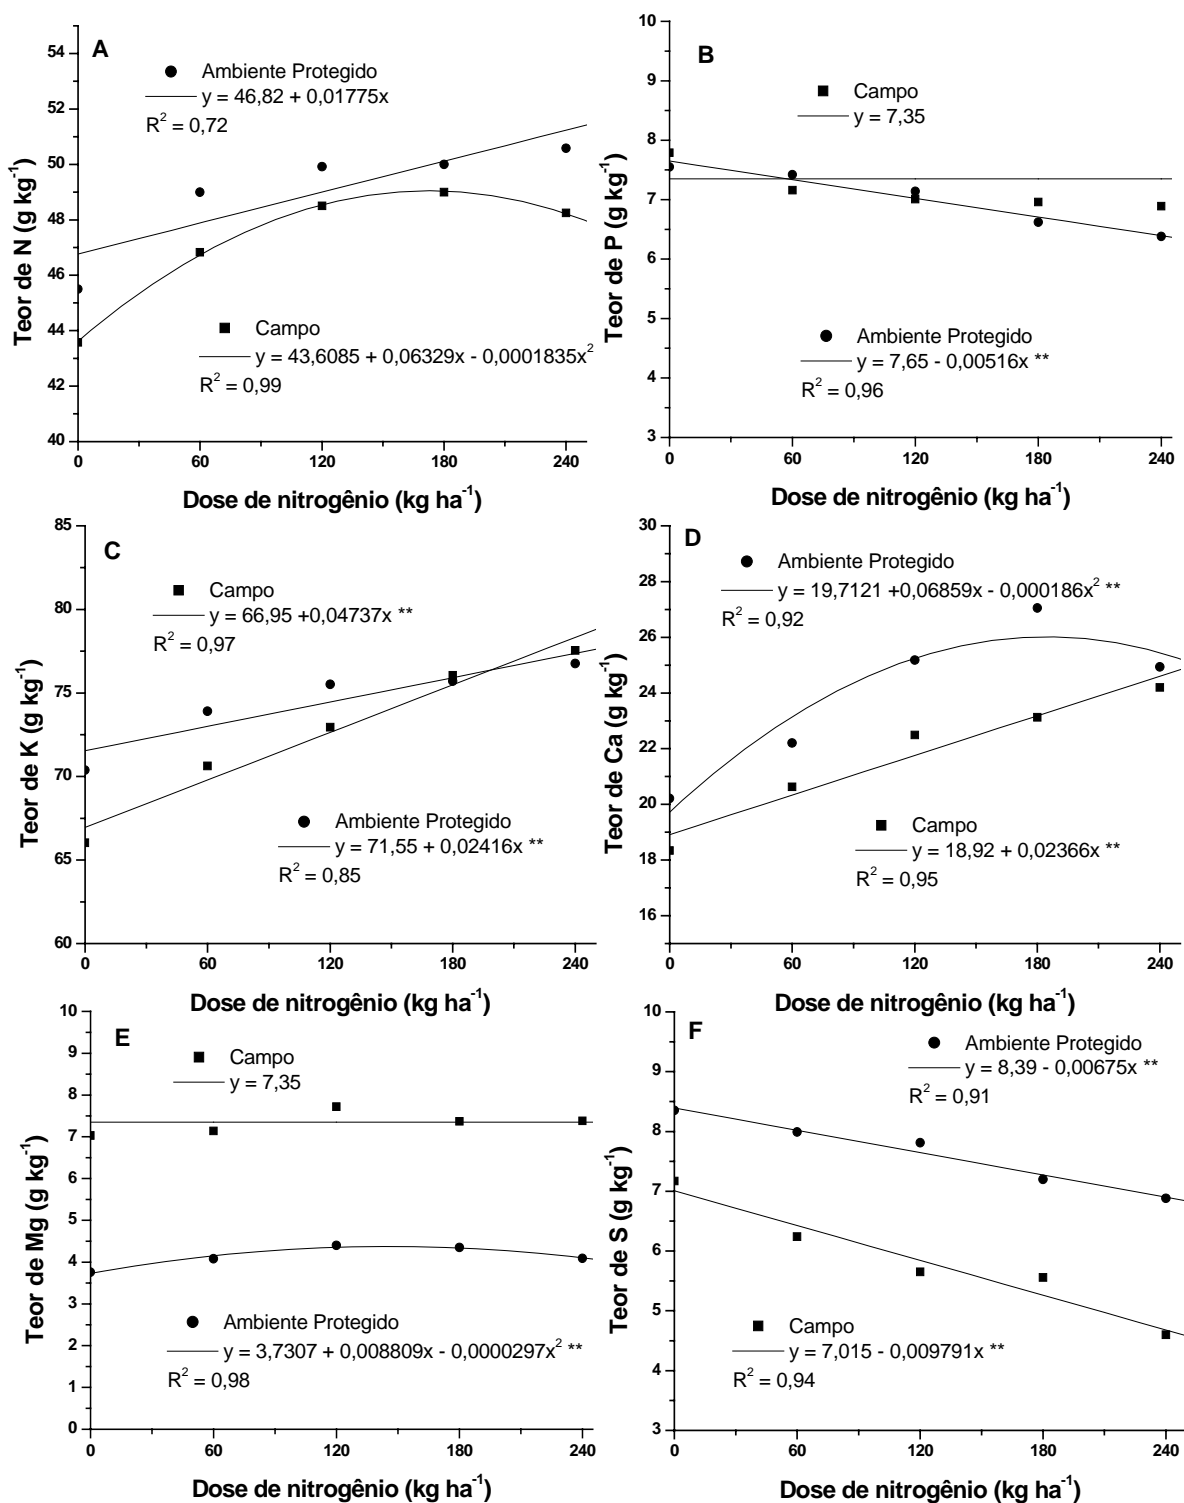 A
Ambiente Protegido
y = 46,82 + 0,01775x
R² = 0,72
Campo
y = 43,6085 + 0,06329x - 0,0001835x²
R² = 0,99
54
52
50
48
46
44
42
40
0 60 120 180 240
Teor de N (g kg⁻¹)
Dose de nitrogênio (kg ha⁻¹)
B
Campo
y = 7,35
Ambiente Protegido
y = 7,65 - 0,00516x **
R² = 0,96
10
9
8
7
6
5
4
3
0 60 120 180 240
Teor de P (g kg⁻¹)
Dose de nitrogênio (kg ha⁻¹)
C
Campo
y = 66,95 +0,04737x **
R² = 0,97
Ambiente Protegido
y = 71,55 + 0,02416x **
R² = 0,85
85
80
75
70
65
60
0 60 120 180 240
Teor de K (g kg⁻¹)
Dose de nitrogênio (kg ha⁻¹)
D
Ambiente Protegido
y = 19,7121 +0,06859x - 0,000186x² **
R² = 0,92
Campo
y = 18,92 + 0,02366x **
R² = 0,95
30
28
26
24
22
20
18
16
0 60 120 180 240
Teor de Ca (g kg⁻¹)
Dose de nitrogênio (kg ha⁻¹)
E
Campo
y = 7,35
Ambiente Protegido
y = 3,7307 + 0,008809x - 0,0000297x² **
R² = 0,98
10
9
8
7
6
5
4
3
2
1
0
0 60 120 180 240
Teor de Mg (g kg⁻¹)
Dose de nitrogênio (kg ha⁻¹)
F
Ambiente Protegido
y = 8,39 - 0,00675x **
R² = 0,91
Campo
y = 7,015 - 0,009791x **
R² = 0,94
10
9
8
7
6
5
4
3
0 60 120 180 240
Teor de S (g kg⁻¹)
Dose de nitrogênio (kg ha⁻¹)